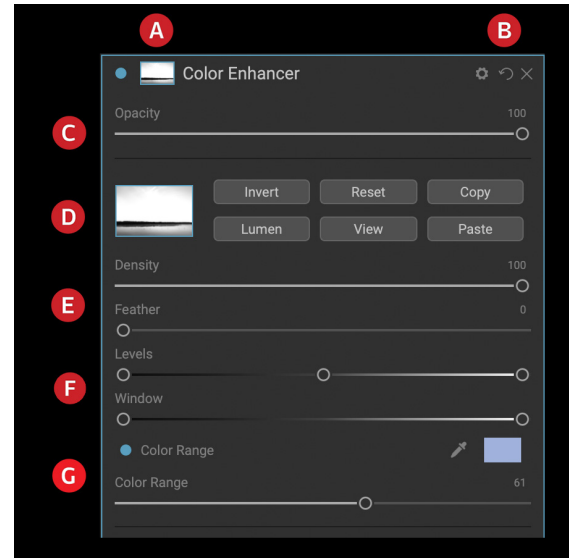 A
B
Color Enhancer
Opacity 100
C
Invert Reset Copy
D
Lumen View Paste
Density 100
E
Feather 0
Levels
F
Window
Color Range
G
Color Range 61